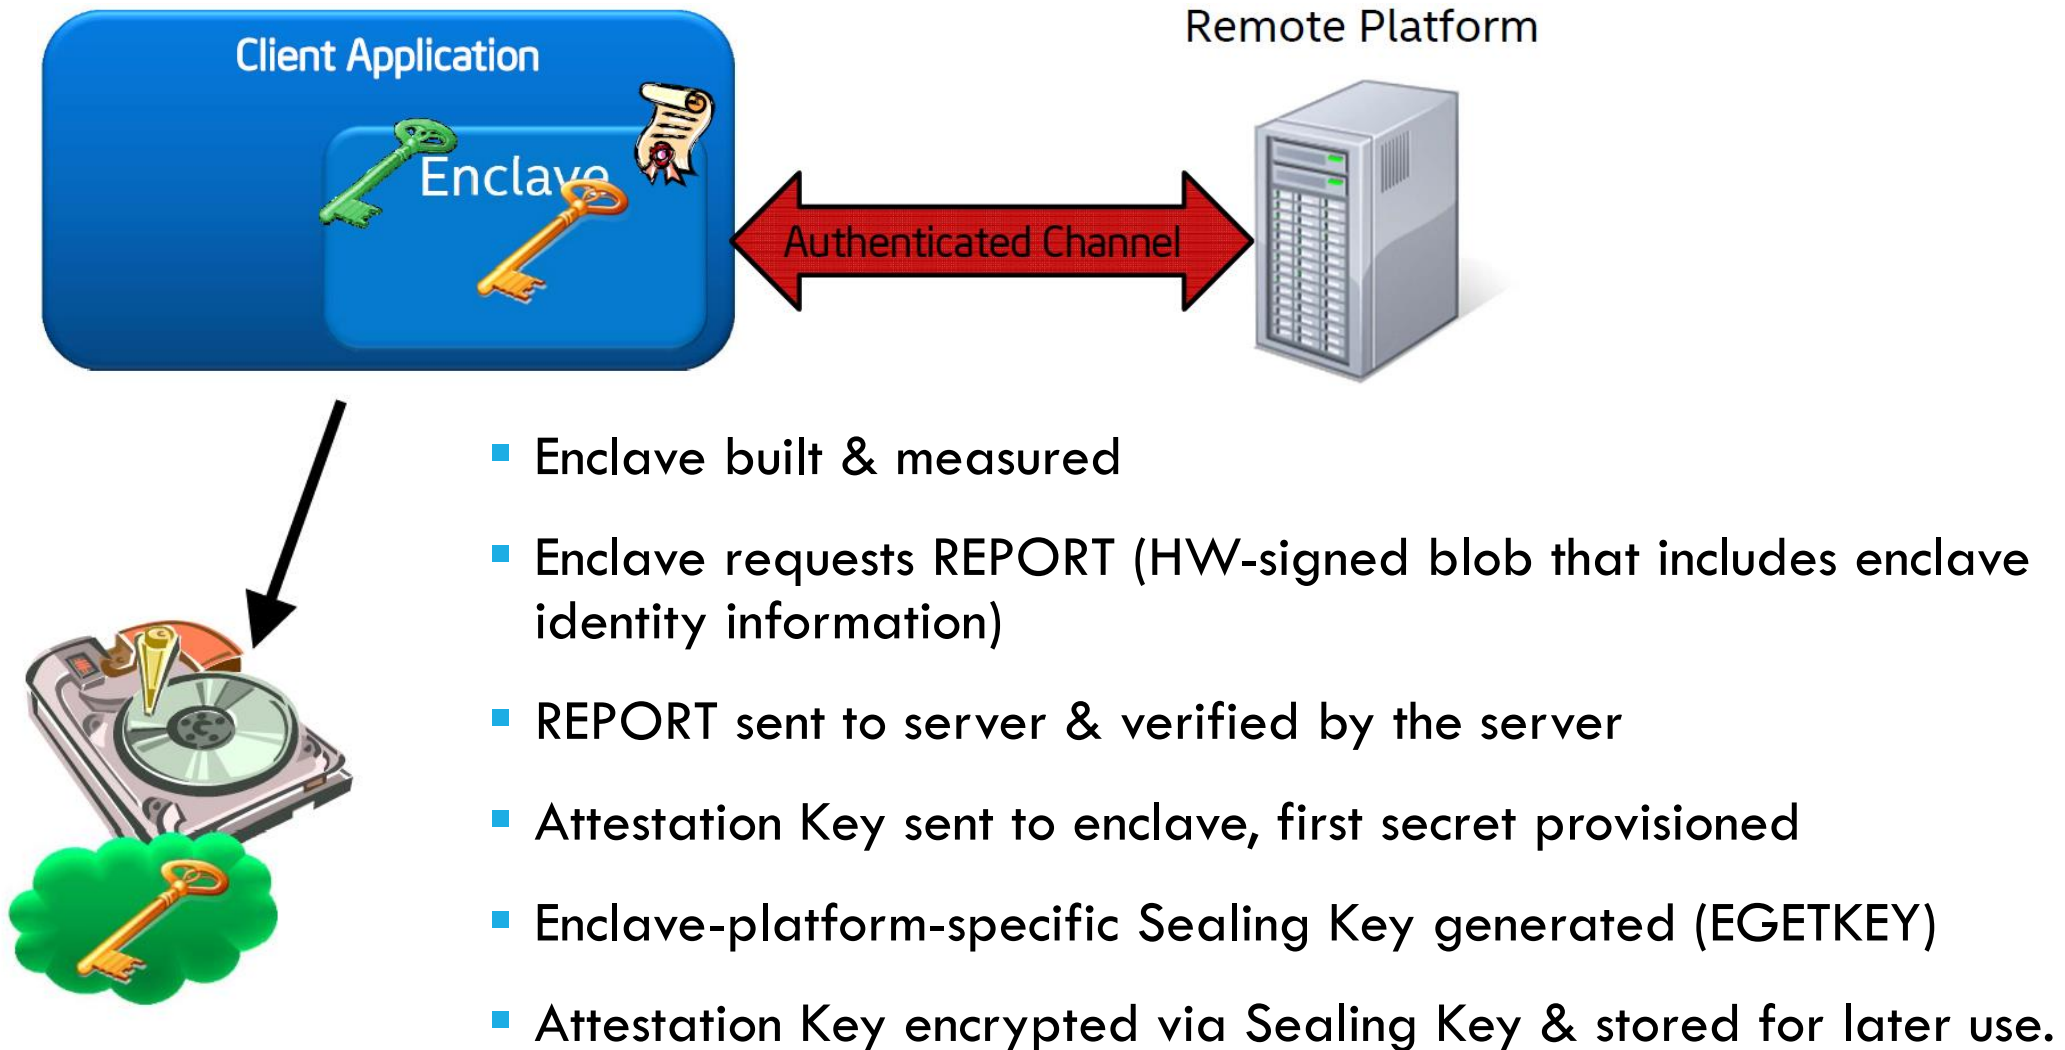 Client Application
Remote Platform
Enclave
Authenticated Channel
Enclave built & measured
Enclave requests REPORT (HW-signed blob that includes enclave
identity information)
REPORT sent to server & verified by the server
Attestation Key sent to enclave, first secret provisioned
Enclave-platform-specific Sealing Key generated (EGETKEY)
Attestation Key encrypted via Sealing Key & stored for later use.